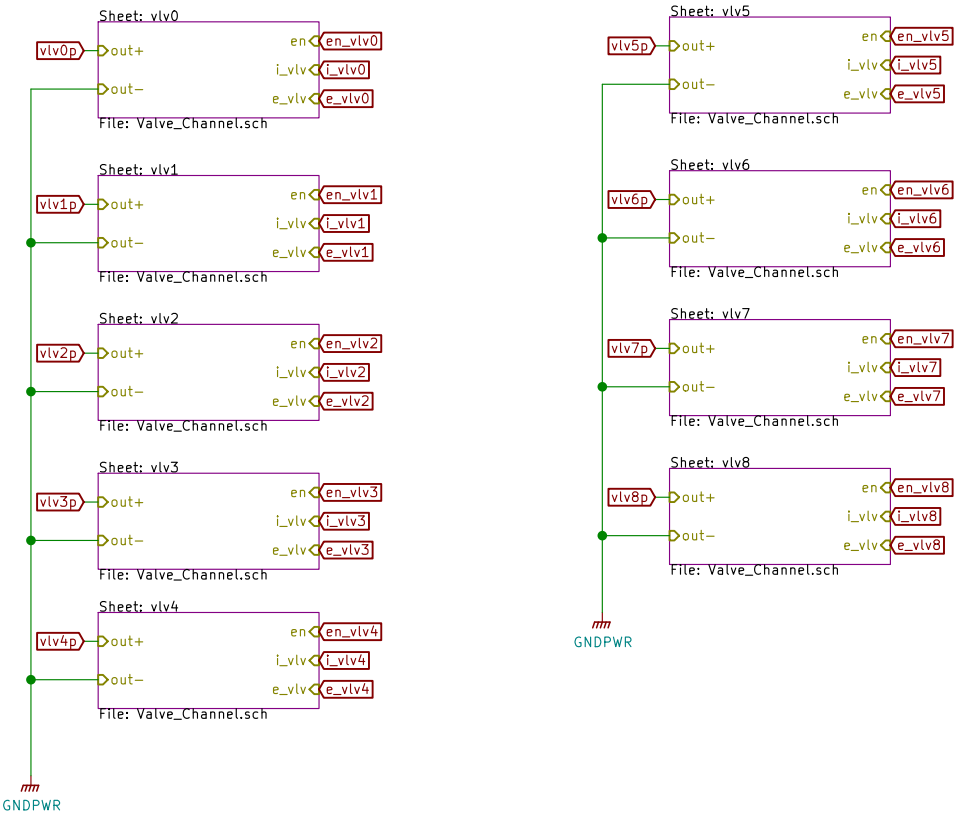 Sheet: vlv0
vlv0p out+ en en_vlv0
i_vlv i_vlv0
out− e_vlv e_vlv0
File: Valve_Channel.sch
Sheet: vlv1
vlv1p out+ en en_vlv1
i_vlv i_vlv1
out− e_vlv e_vlv1
File: Valve_Channel.sch
Sheet: vlv2
vlv2p out+ en en_vlv2
i_vlv i_vlv2
out− e_vlv e_vlv2
File: Valve_Channel.sch
Sheet: vlv3
vlv3p out+ en en_vlv3
i_vlv i_vlv3
out− e_vlv e_vlv3
File: Valve_Channel.sch
Sheet: vlv4
vlv4p out+ en en_vlv4
i_vlv i_vlv4
out− e_vlv e_vlv4
File: Valve_Channel.sch
GNDPWR
Sheet: vlv5
vlv5p out+ en en_vlv5
i_vlv i_vlv5
out− e_vlv e_vlv5
File: Valve_Channel.sch
Sheet: vlv6
vlv6p out+ en en_vlv6
i_vlv i_vlv6
out− e_vlv e_vlv6
File: Valve_Channel.sch
Sheet: vlv7
vlv7p out+ en en_vlv7
i_vlv i_vlv7
out− e_vlv e_vlv7
File: Valve_Channel.sch
Sheet: vlv8
vlv8p out+ en en_vlv8
i_vlv i_vlv8
out− e_vlv e_vlv8
File: Valve_Channel.sch
GNDPWR